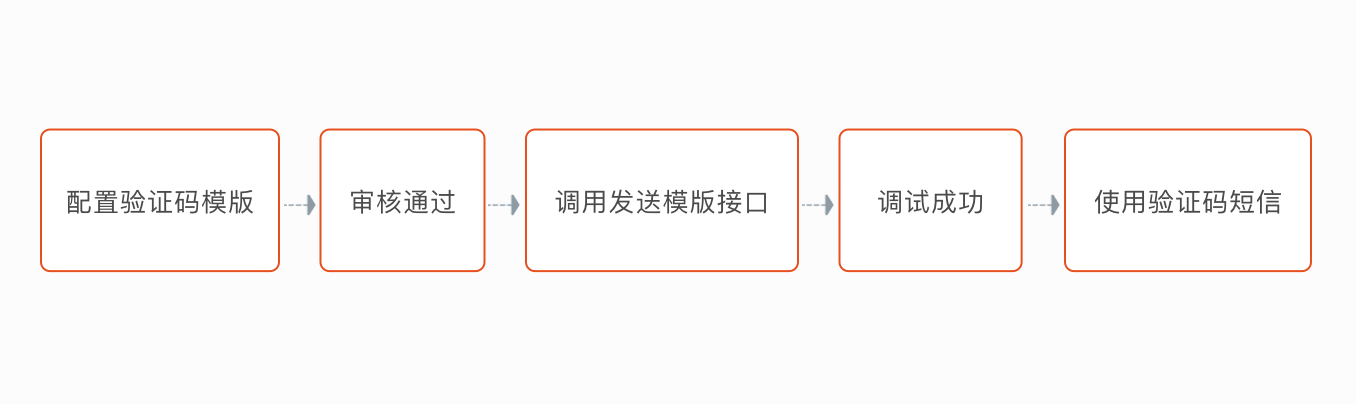 配置验证码模版
审核通过
调用发送模版接口
调试成功
使用验证码短信